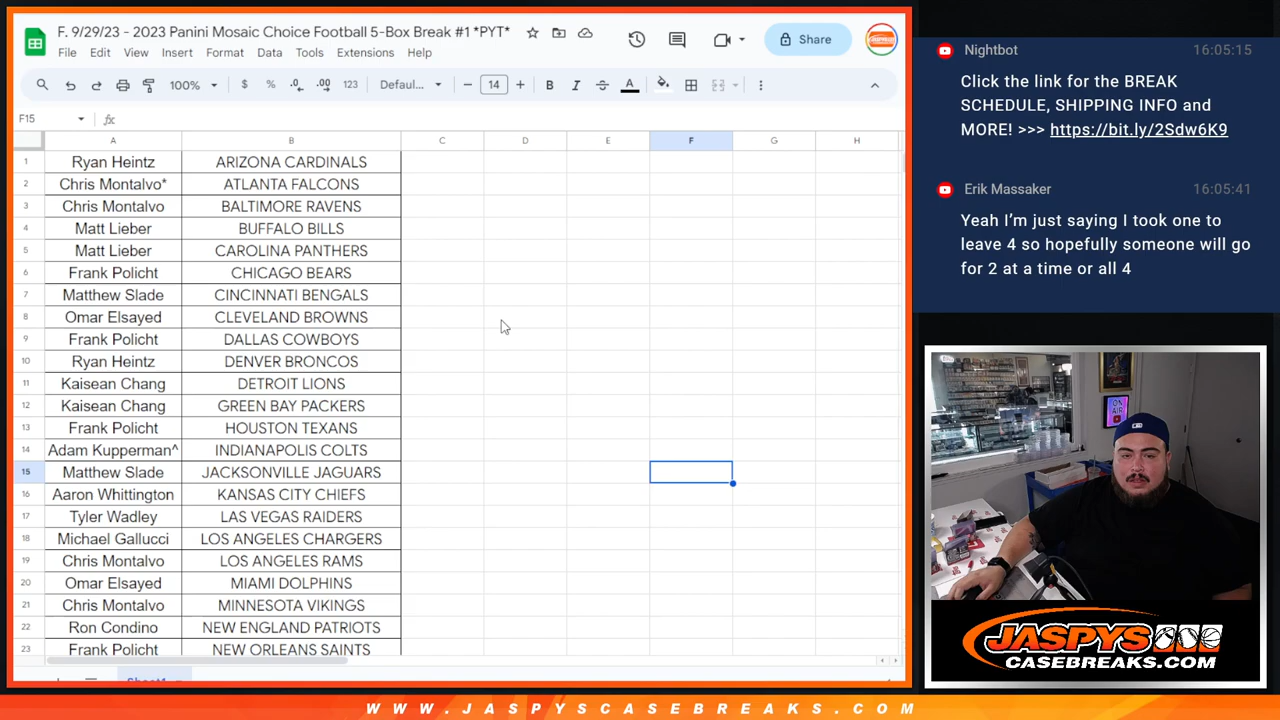 F. 9/29/23 - 2023 Panini Mosaic Choice Football 5-Box Break #1 *PYT*
File Edit View Insert Format Data Tools Extensions Help
Share
100% $ % .0 .00 123 Defaul... - 14 + B I S A
F15 fx
A B C D E F G H
1 Ryan Heintz ARIZONA CARDINALS
2 Chris Montalvo* ATLANTA FALCONS
3 Chris Montalvo BALTIMORE RAVENS
4 Matt Lieber BUFFALO BILLS
5 Matt Lieber CAROLINA PANTHERS
6 Frank Policht CHICAGO BEARS
7 Matthew Slade CINCINNATI BENGALS
8 Omar Elsayed CLEVELAND BROWNS
9 Frank Policht DALLAS COWBOYS
10 Ryan Heintz DENVER BRONCOS
11 Kaisean Chang DETROIT LIONS
12 Kaisean Chang GREEN BAY PACKERS
13 Frank Policht HOUSTON TEXANS
14 Adam Kupperman^ INDIANAPOLIS COLTS
15 Matthew Slade JACKSONVILLE JAGUARS
16 Aaron Whittington KANSAS CITY CHIEFS
17 Tyler Wadley LAS VEGAS RAIDERS
18 Michael Gallucci LOS ANGELES CHARGERS
19 Chris Montalvo LOS ANGELES RAMS
20 Omar Elsayed MIAMI DOLPHINS
21 Chris Montalvo MINNESOTA VIKINGS
22 Ron Condino NEW ENGLAND PATRIOTS
23 Frank Policht NEW ORLEANS SAINTS
Sheet1
Nightbot 16:05:15
Click the link for the BREAK
SCHEDULE, SHIPPING INFO and
MORE! >>> https://bit.ly/2Sdw6K9
Erik Massaker 16:05:41
Yeah I'm just saying I took one to
leave 4 so hopefully someone will go
for 2 at a time or all 4
ON
AIR
JASPYS
CASEBREAKS.COM
WWW.JASPYSCASEBREAKS.COM